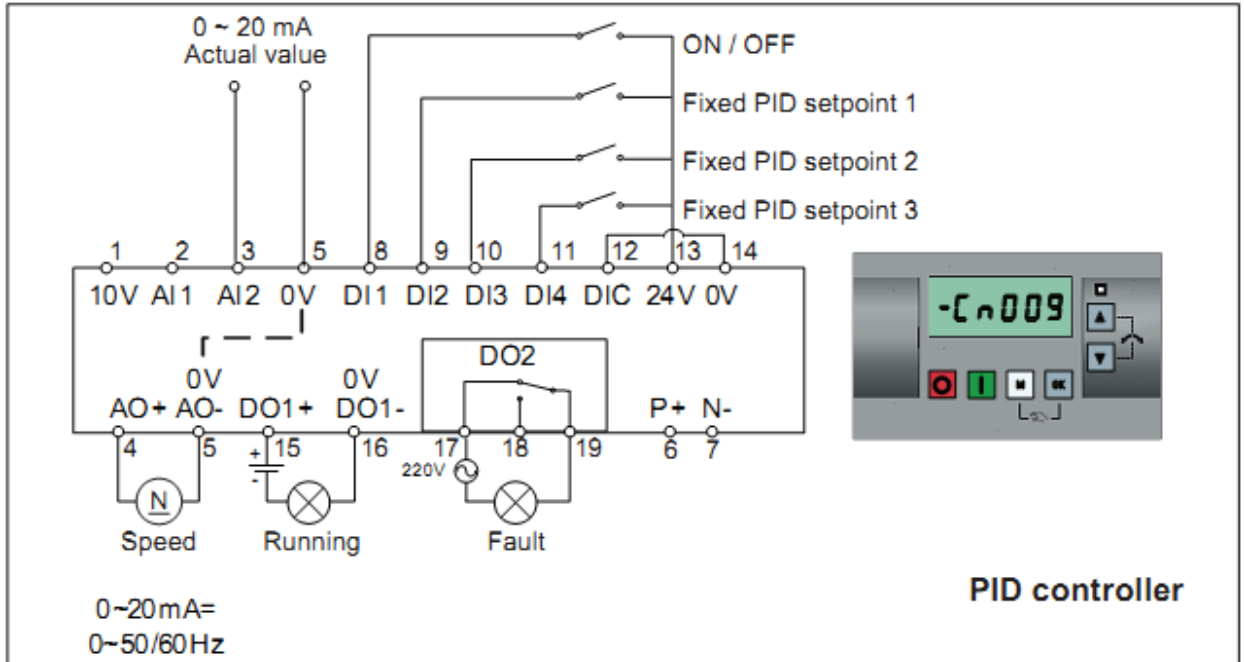 0 ~ 20 mA
Actual value
ON / OFF
Fixed PID setpoint 1
Fixed PID setpoint 2
Fixed PID setpoint 3
1 2 3 5 8 9 10 11 12 13 14
10V AI1 AI2 0V DI1 DI2 DI3 DI4 DIC 24V 0V
-Cn009
M OK
DO2
0V 0V
AO+ AO- DO1+ DO1- P+ N-
4 5 15 16 17 18 19 6 7
+
-
220V
N
Speed Running Fault
PID controller
0~20mA=
0~50/60Hz